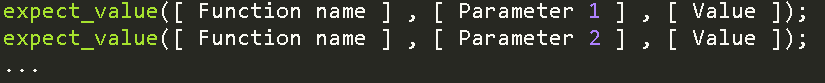 expect_value([ Function name ] , [ Parameter 1 ] , [ Value ]);
expect_value([ Function name ] , [ Parameter 2 ] , [ Value ]);
...